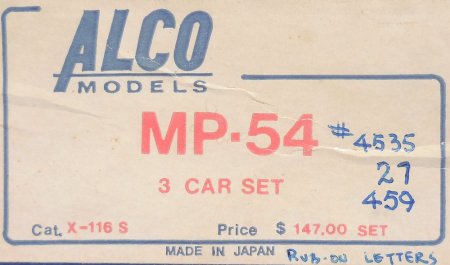 ALCO
MODELS
MP·54 #4535
27
3 CAR SET 459
Cat. X-116 S Price $ 147.00 SET
MADE IN JAPAN RUB-ON LETTERS